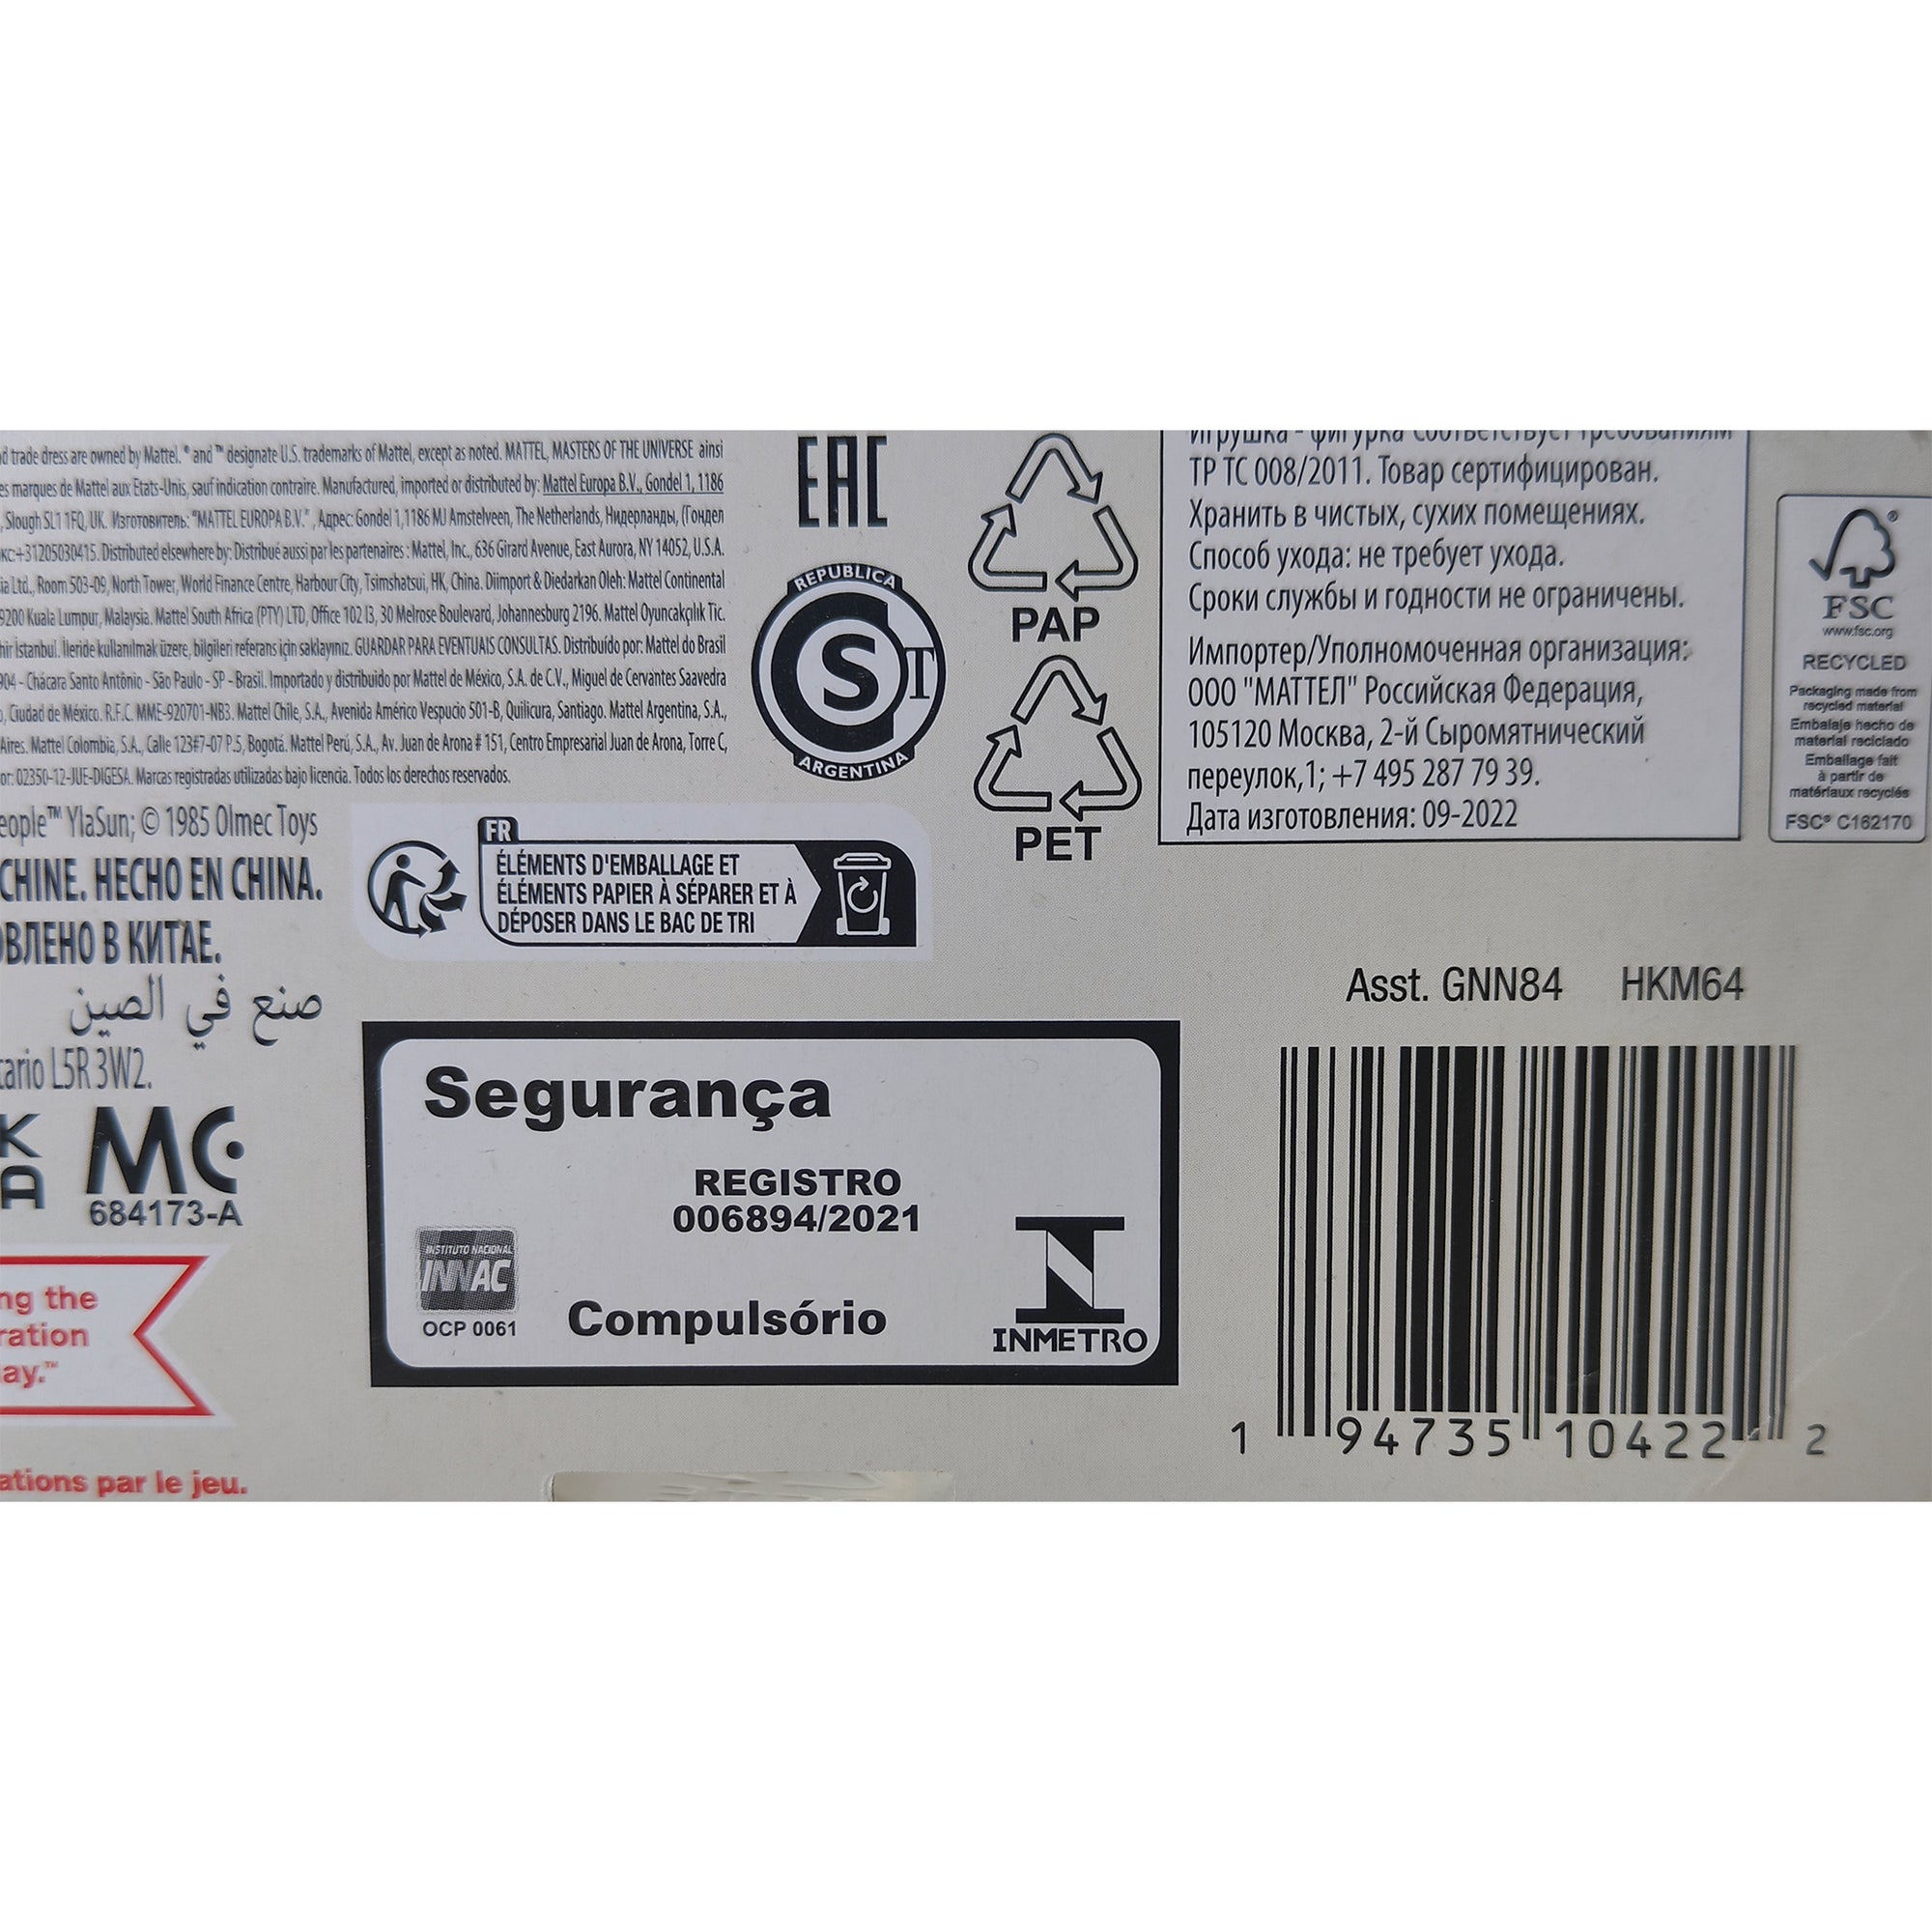 d trade dress are owned by Mattel. ® and ™ designate U.S. trademarks of Mattel, except as noted. MATTEL, MASTERS OF THE UNIVERSE ainsi
es marques de Mattel aux Etats-Unis, sauf indication contraire. Manufactured, imported or distributed by: Mattel Europa B.V., Gondel 1, 1186
, Slough SL1 1FQ, UK. Изготовитель: "MATTEL EUROPA B.V." , Адрес: Gondel 1,1186 MJ Amstelveen, The Netherlands, Нидерланды, (Гондел
кс:+31205030415. Distributed elsewhere by: Distribué aussi par les partenaires : Mattel, Inc., 636 Girard Avenue, East Aurora, NY 14052, U.S.A.
ia Ltd., Room 503-09, North Tower, World Finance Centre, Harbour City, Tsimshatsui, HK, China. Diimport & Diedarkan Oleh: Mattel Continental
9200 Kuala Lumpur, Malaysia. Mattel South Africa (PTY) LTD, Office 102 I3, 30 Melrose Boulevard, Johannesburg 2196. Mattel Oyuncakçılık Tic.
hir İstanbul. İleride kullanılmak üzere, bilgileri referans için saklayınız. GUARDAR PARA EVENTUAIS CONSULTAS. Distribuído por: Mattel do Brasil
904 - Chácara Santo Antônio - São Paulo - SP - Brasil. Importado y distribuido por Mattel de México, S.A. de C.V., Miguel de Cervantes Saavedra
, Ciudad de México. R.F.C. MME-920701-NB3. Mattel Chile, S.A., Avenida Américo Vespucio 501-B, Quilicura, Santiago. Mattel Argentina, S.A.,
Aires. Mattel Colombia, S.A., Calle 123#7-07 P.5, Bogotá. Mattel Perú, S.A., Av. Juan de Arona # 151, Centro Empresarial Juan de Arona, Torre C,
or: 02350-12-JUE-DIGESA. Marcas registradas utilizadas bajo licencia. Todos los derechos reservados.
eople™ YlaSun; © 1985 Olmec Toys
CHINE. HECHO EN CHINA.
ОВЛЕНО В КИТАЕ.
صنع في الصين
tario L5R 3W2.
K
A
MC
684173-A
ng the
ration
ay.™
ations par le jeu.
EAC
REPUBLICA
S T
ARGENTINA
PAP
PET
FR
ÉLÉMENTS D'EMBALLAGE ET
ÉLÉMENTS PAPIER À SÉPARER ET À
DÉPOSER DANS LE BAC DE TRI
Игрушка - фигурка соответствует требованиям
ТР ТС 008/2011. Товар сертифицирован.
Хранить в чистых, сухих помещениях.
Способ ухода: не требует ухода.
Сроки службы и годности не ограничены.
Импортер/Уполномоченная организация:
ООО "МАТТЕЛ" Российская Федерация,
105120 Москва, 2-й Сыромятнический
переулок,1; +7 495 287 79 39.
Дата изготовления: 09-2022
®
FSC
www.fsc.org
RECYCLED
Packaging made from
recycled material
Embalaje hecho de
material reciclado
Emballage fait
à partir de
matériaux recyclés
FSC® C162170
Segurança
REGISTRO
006894/2021
INSTITUTO NACIONAL
INNAC
OCP 0061
Compulsório
INMETRO
Asst. GNN84 HKM64
1 94735 10422 2